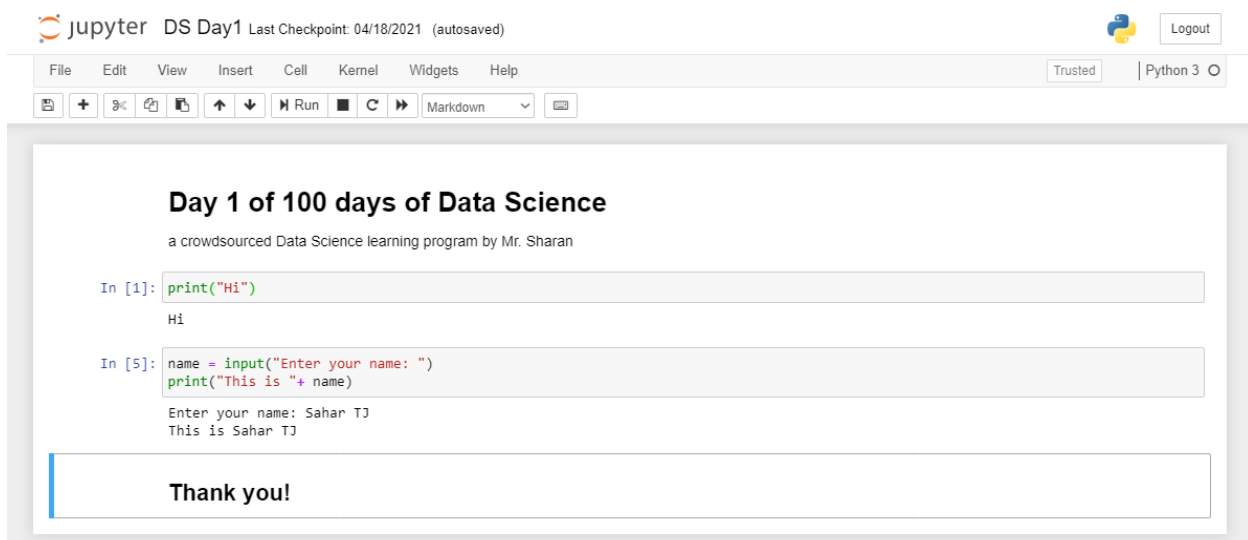 jupyter DS Day1 Last Checkpoint: 04/18/2021 (autosaved) Logout
File Edit View Insert Cell Kernel Widgets Help Trusted Python 3
Run Markdown
Day 1 of 100 days of Data Science
a crowdsourced Data Science learning program by Mr. Sharan
In [1]: print("Hi")
Hi
In [5]: name = input("Enter your name: ")
print("This is "+ name)
Enter your name: Sahar TJ
This is Sahar TJ
Thank you!